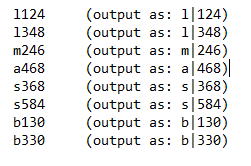 l124     (output as: l|124)
l348     (output as: l|348)
m246     (output as: m|246)
a468     (output as: a|468)
s368     (output as: s|368)
s584     (output as: s|584)
b130     (output as: b|130)
b330     (output as: b|330)